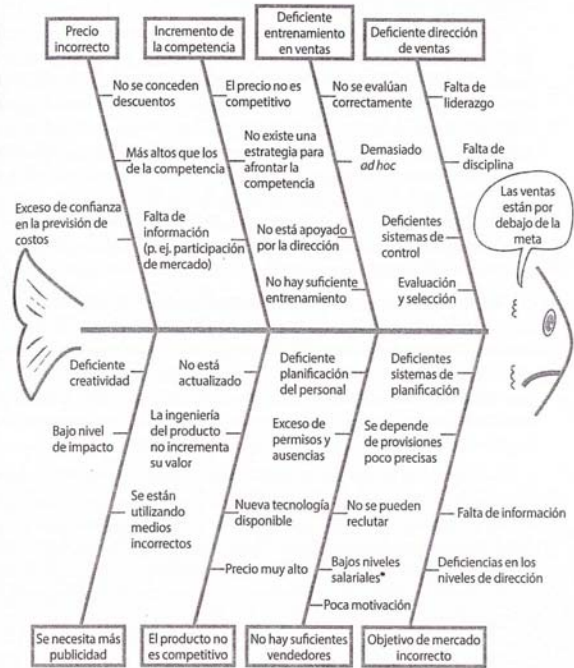 Precio
incorrecto
Incremento de
la competencia
Deficiente
entrenamiento
en ventas
Deficiente dirección
de ventas
No se conceden
descuentos
El precio no es
competitivo
No se evalúan
correctamente
Falta de
liderazgo
Más altos que los
de la competencia
No existe una
estrategia para
afrontar la
competencia
Demasiado
ad hoc
Falta de
disciplina
Exceso de confianza
en la previsión de
costos
Falta de
información
(p. ej. participación
de mercado)
No está apoyado
por la dirección
Deficientes
sistemas de
control
No hay suficiente
entrenamiento
Evaluación
y selección
Las ventas
están por
debajo de la
meta
Deficiente
creatividad
No está
actualizado
Deficiente
planificación
del personal
Deficientes
sistemas de
planificación
Bajo nivel
de impacto
La ingeniería
del producto
no incrementa
su valor
Exceso de
permisos y
ausencias
Se depende
de provisiones
poco precisas
Se están
utilizando
medios
incorrectos
Nueva tecnología
disponible
No se pueden
reclutar
Falta de información
Precio muy alto
Bajos niveles
salariales*
Deficiencias en los
niveles de dirección
Poca motivación
Se necesita más
publicidad
El producto no
es competitivo
No hay suficientes
vendedores
Objetivo de mercado
incorrecto